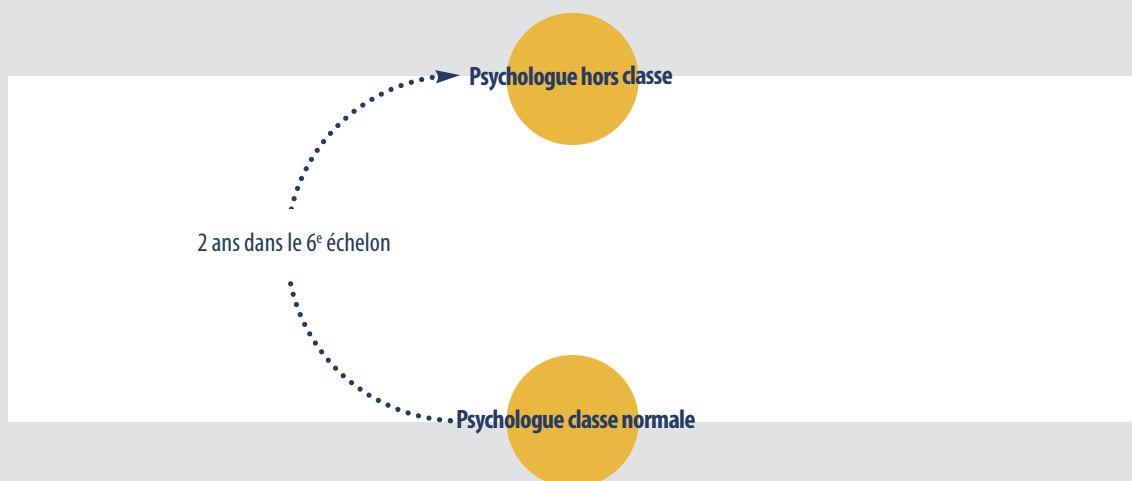 Psychologue hors classe
2 ans dans le 6e échelon
Psychologue classe normale